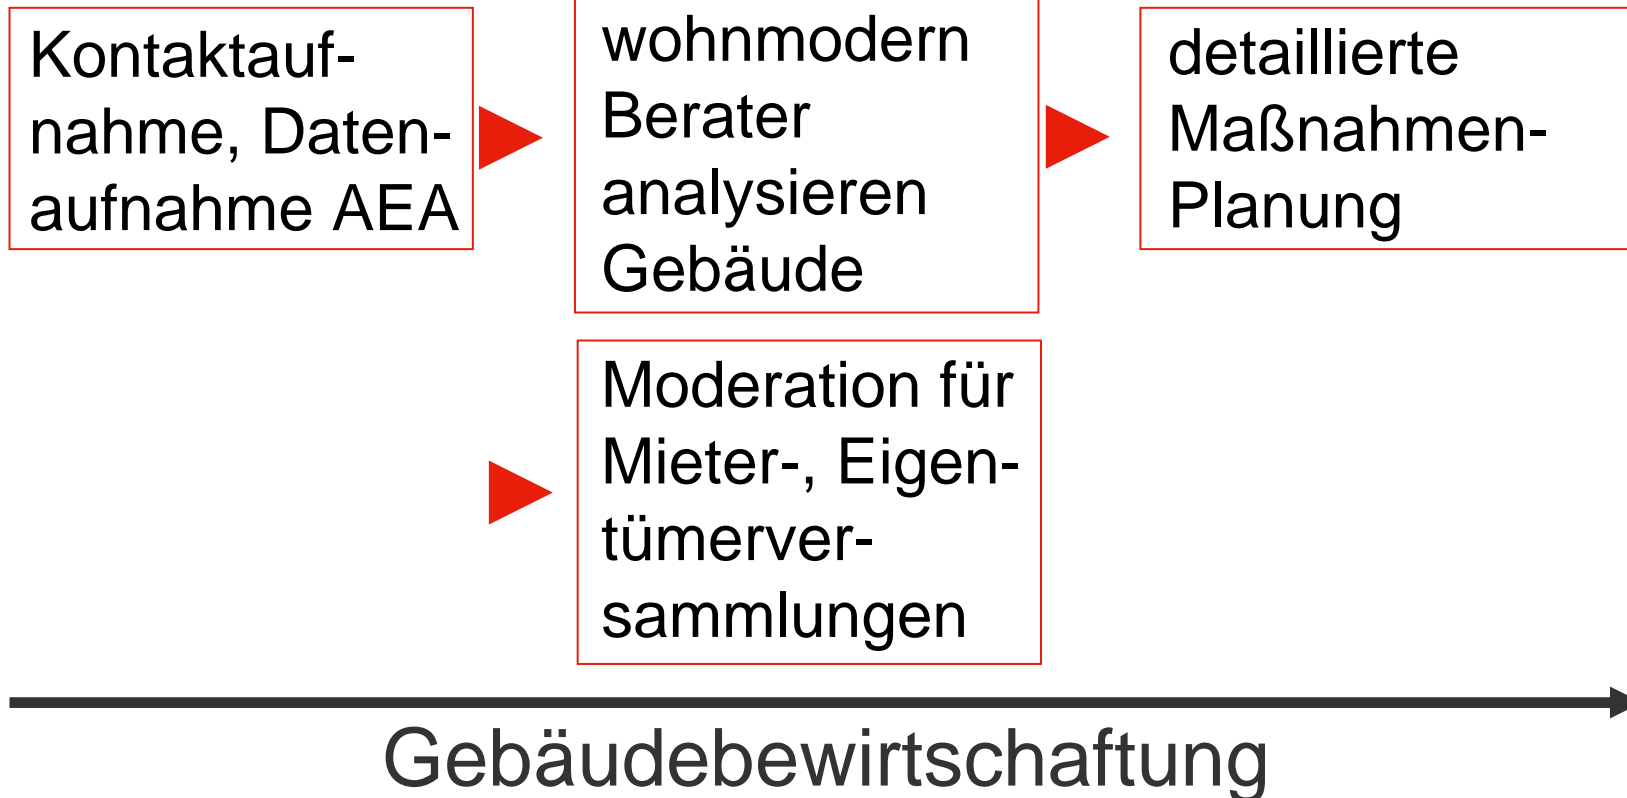 Kontaktauf-
nahme, Daten-
aufnahme AEA
wohnmodern
Berater
analysieren
Gebäude
detaillierte
Maßnahmen-
Planung
Moderation für
Mieter-, Eigen-
tümerver-
sammlungen
Gebäudebewirtschaftung